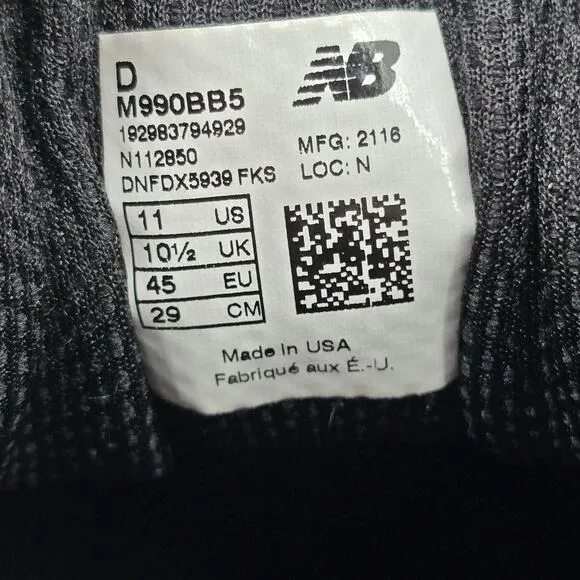 D
M990BB5
192983794929
N112850
DNFDX5939 FKS
NB
MFG: 2116
LOC: N
11 US
10½ UK
45 EU
29 CM
Made in USA
Fabriqué aux É.-U.